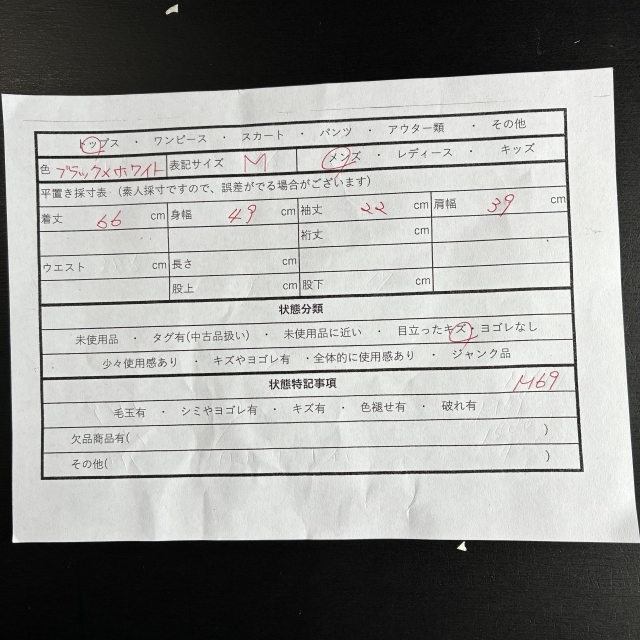 トップス ・ ワンピース ・ スカート ・ パンツ ・ アウター類 ・ その他
色 ブラック×ホワイト 表記サイズ M メンズ ・ レディース ・ キッズ
平置き採寸表 (素人採寸ですので、誤差がでる場合がございます)
着丈 66 cm 身幅 49 cm 袖丈 22 cm 肩幅 39 cm
裄丈 cm
ウエスト cm 長さ cm
股上 cm 股下 cm
状態分類
未使用品 ・ タグ有(中古品扱い) ・ 未使用品に近い ・ 目立ったキズ・ヨゴレなし
少々使用感あり ・ キズやヨゴレ有 ・全体的に使用感あり ・ ジャンク品
状態特記事項 M69
毛玉有 ・ シミやヨゴレ有 ・ キズ有 ・ 色褪せ有 ・ 破れ有
欠品商品有( )
その他( )